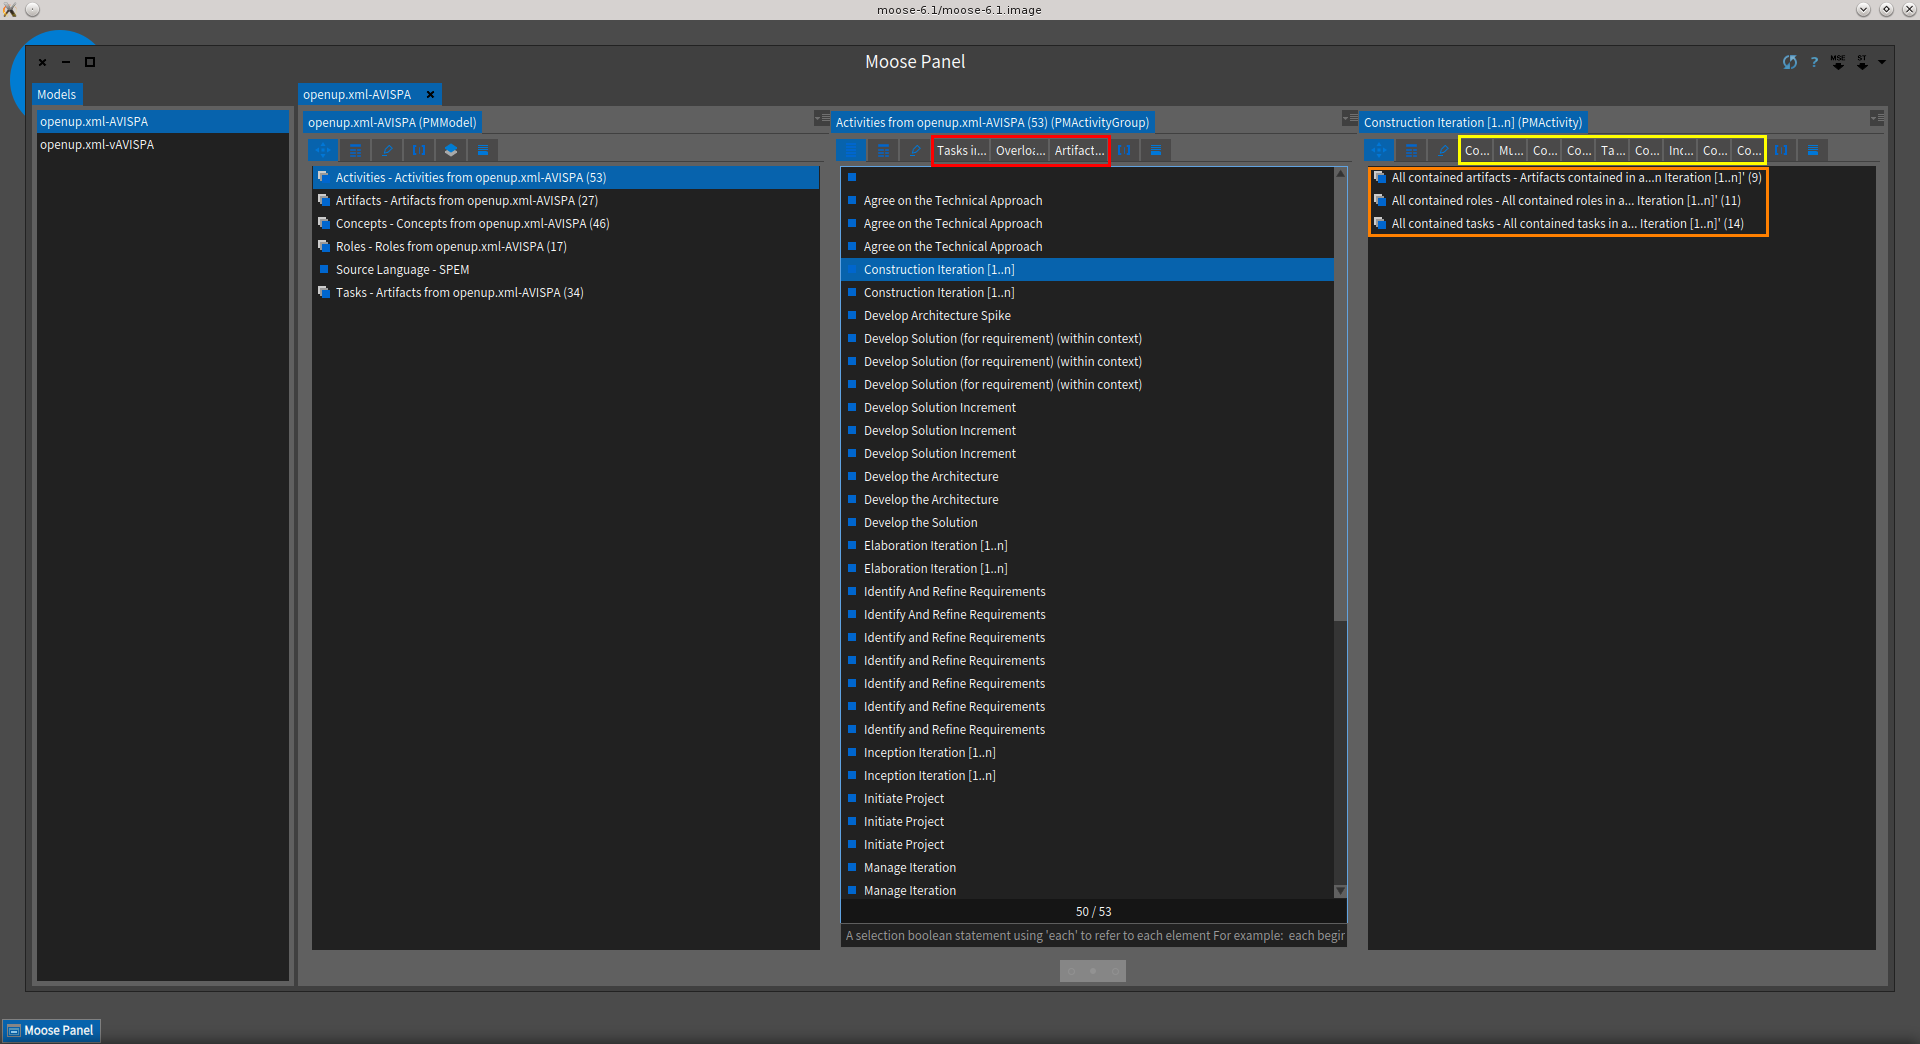 moose-6.1/moose-6.1.image
Moose Panel
? MSE ST
Models
openup.xml-AVISPA
openup.xml-vAVISPA
openup.xml-AVISPA
openup.xml-AVISPA (PMModel)
Activities - Activities from openup.xml-AVISPA (53)
Artifacts - Artifacts from openup.xml-AVISPA (27)
Concepts - Concepts from openup.xml-AVISPA (46)
Roles - Roles from openup.xml-AVISPA (17)
Source Language - SPEM
Tasks - Artifacts from openup.xml-AVISPA (34)
Activities from openup.xml-AVISPA (53) (PMActivityGroup)
Tasks i... Overlo... Artifact...
Agree on the Technical Approach
Agree on the Technical Approach
Agree on the Technical Approach
Construction Iteration [1..n]
Construction Iteration [1..n]
Develop Architecture Spike
Develop Solution (for requirement) (within context)
Develop Solution (for requirement) (within context)
Develop Solution (for requirement) (within context)
Develop Solution Increment
Develop Solution Increment
Develop Solution Increment
Develop the Architecture
Develop the Architecture
Develop the Solution
Elaboration Iteration [1..n]
Elaboration Iteration [1..n]
Identify And Refine Requirements
Identify And Refine Requirements
Identify and Refine Requirements
Identify and Refine Requirements
Identify and Refine Requirements
Identify and Refine Requirements
Identify and Refine Requirements
Inception Iteration [1..n]
Inception Iteration [1..n]
Initiate Project
Initiate Project
Initiate Project
Manage Iteration
Manage Iteration
50 / 53
A selection boolean statement using 'each' to refer to each element For example: each begir
Construction Iteration [1..n] (PMActivity)
Co... Mu... Co... Co... Ta... Co... Inc... Co... Co...
All contained artifacts - Artifacts contained in a...n Iteration [1..n]' (9)
All contained roles - All contained roles in a... Iteration [1..n]' (11)
All contained tasks - All contained tasks in a... Iteration [1..n]' (14)
Moose Panel